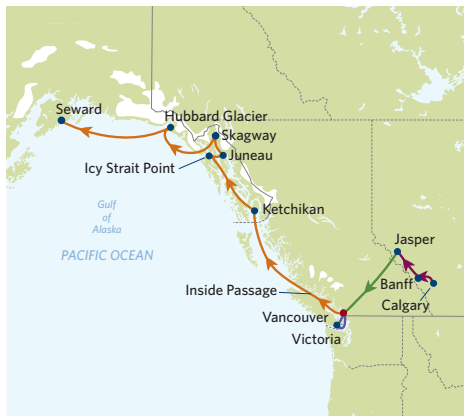 Seward
Hubbard Glacier
Skagway
Juneau
Icy Strait Point
Ketchikan
Gulf
of
Alaska
PACIFIC OCEAN
Jasper
Banff
Calgary
Inside Passage
Vancouver
Victoria